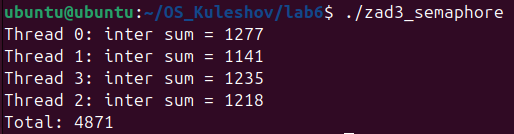 ubuntu@ubuntu:~/OS_Kuleshov/lab6$ ./zad3_semaphore
Thread 0: inter sum = 1277
Thread 1: inter sum = 1141
Thread 3: inter sum = 1235
Thread 2: inter sum = 1218
Total: 4871